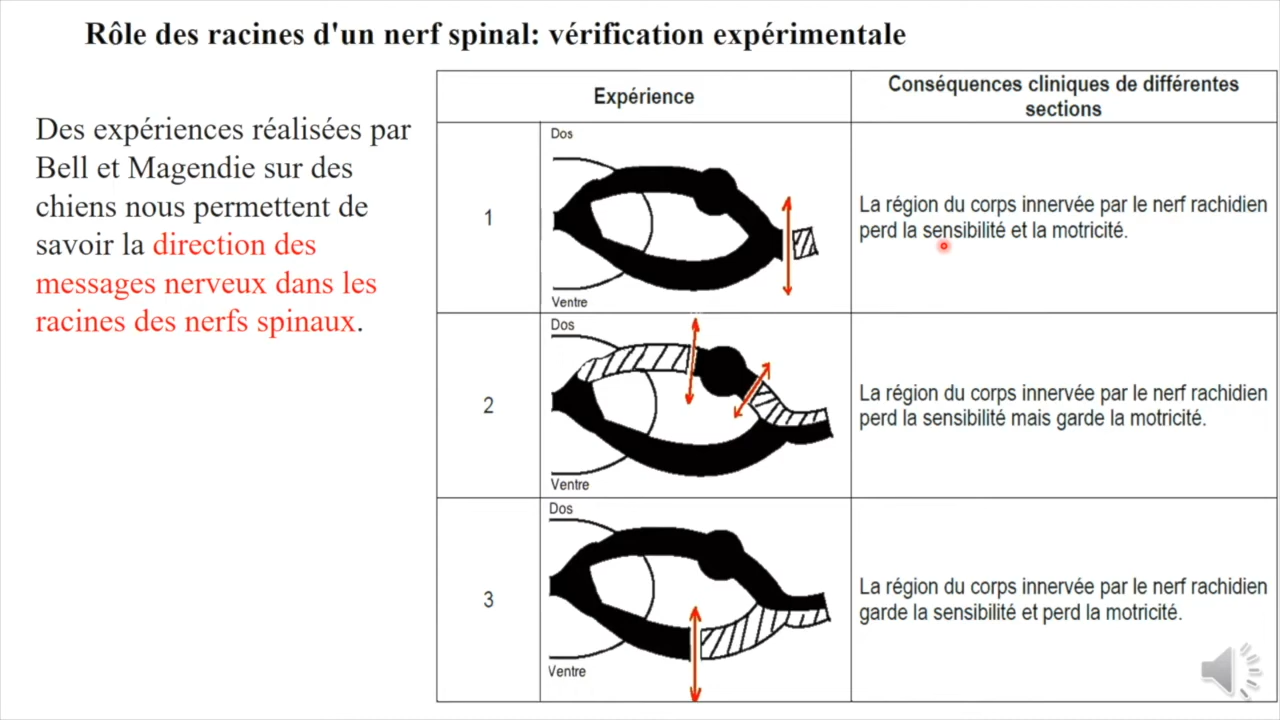 Rôle des racines d'un nerf spinal: vérification expérimentale
Des expériences réalisées par
Bell et Magendie sur des
chiens nous permettent de
savoir la direction des
messages nerveux dans les
racines des nerfs spinaux.
Expérience
Conséquences cliniques de différentes
sections
1
Dos
Ventre
La région du corps innervée par le nerf rachidien
perd la sensibilité et la motricité.
2
Dos
Ventre
La région du corps innervée par le nerf rachidien
perd la sensibilité mais garde la motricité.
3
Dos
Ventre
La région du corps innervée par le nerf rachidien
garde la sensibilité et perd la motricité.